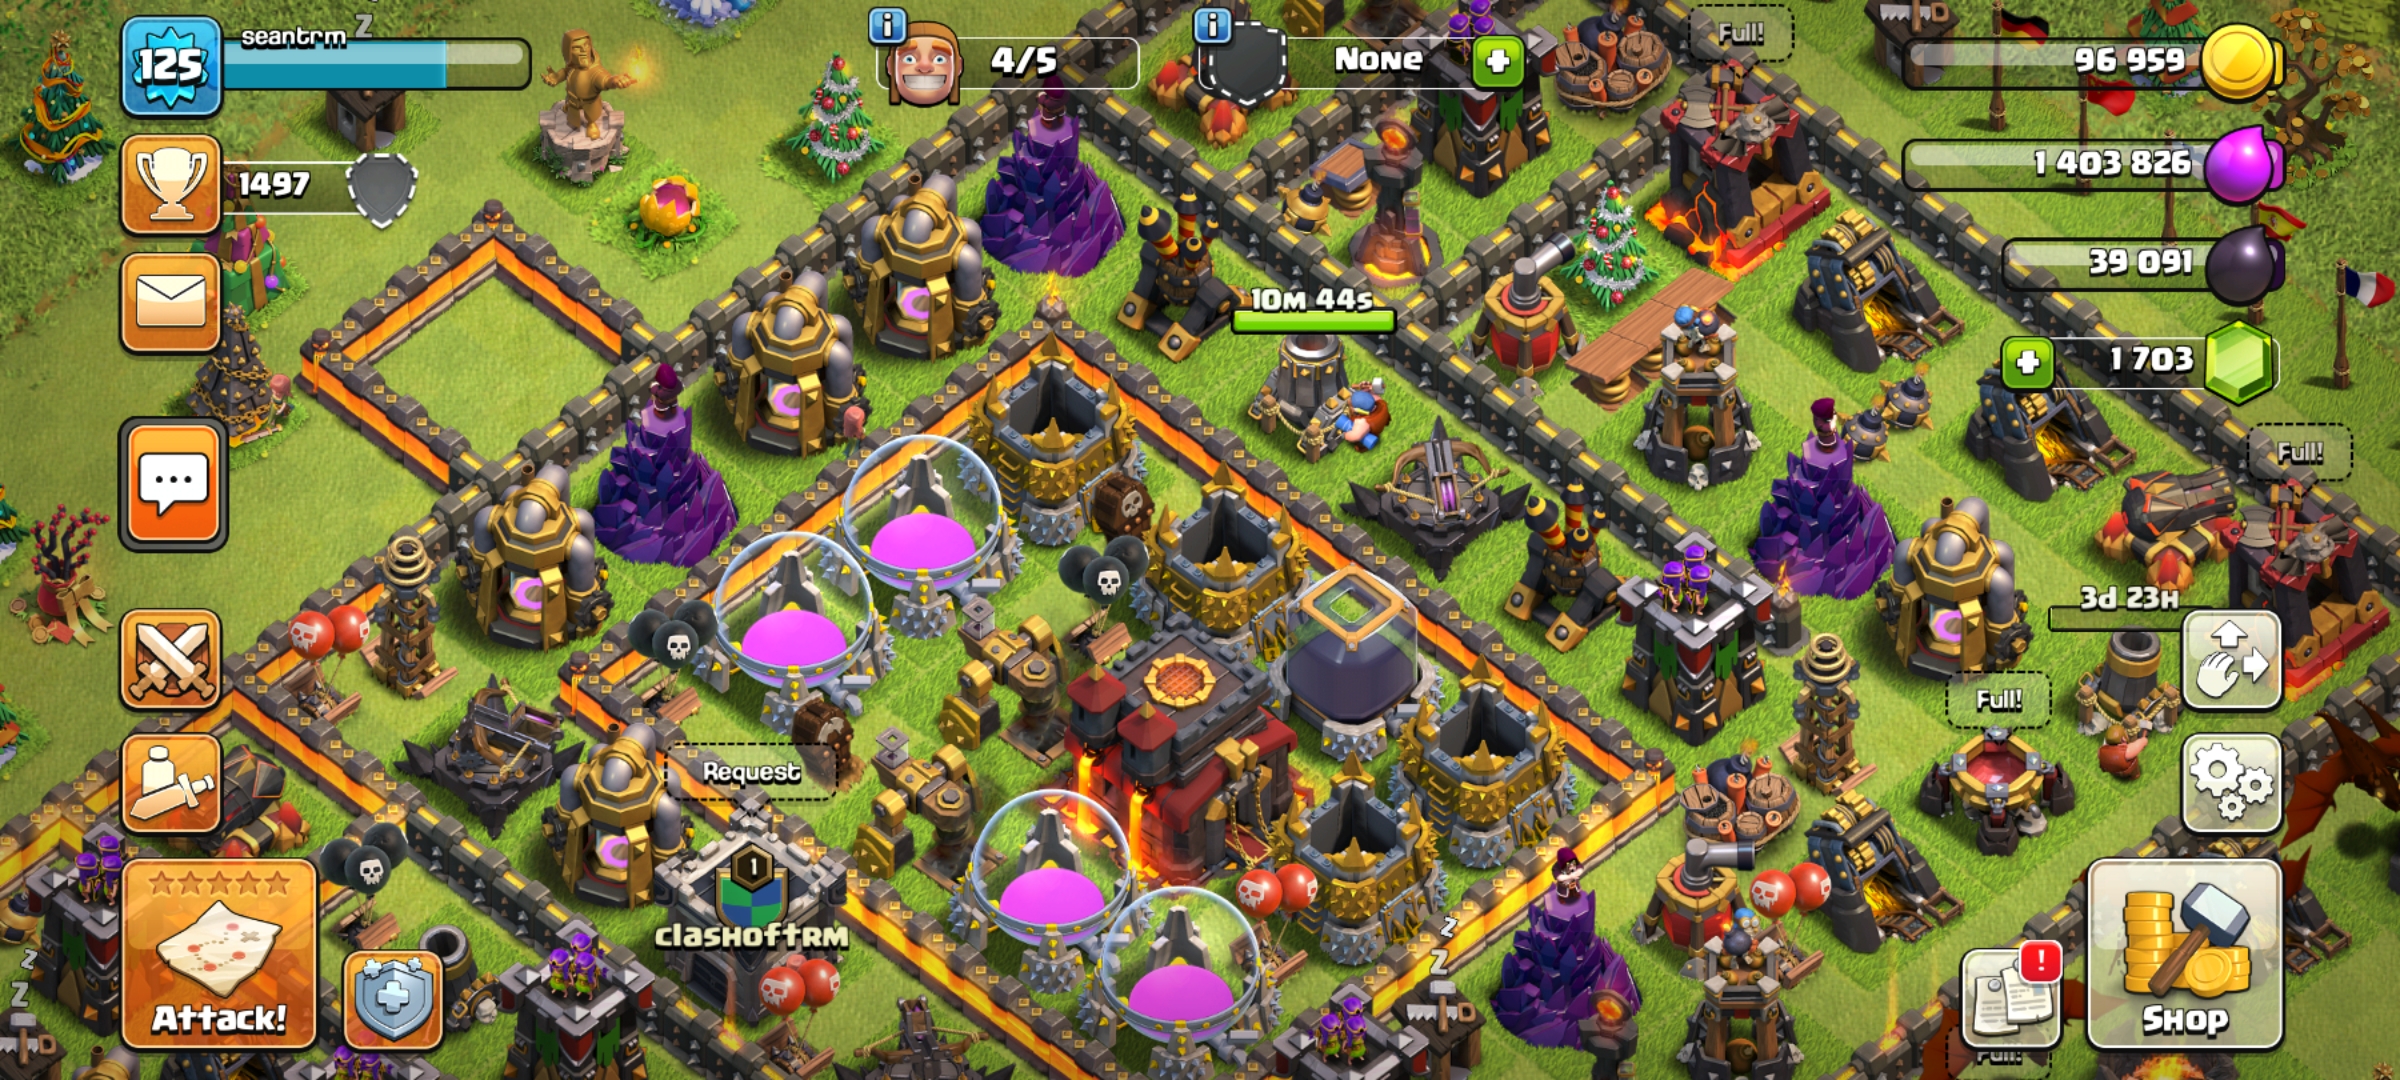 125
seantrm
Z
4/5
None
Full!
96 959
1497
1 403 826
39 091
10m 44s
1 703
Full!
3d 23h
Full!
Request
1
clashoftrm
Z
Z
Z
Z
Attack!
!
Shop
Full!